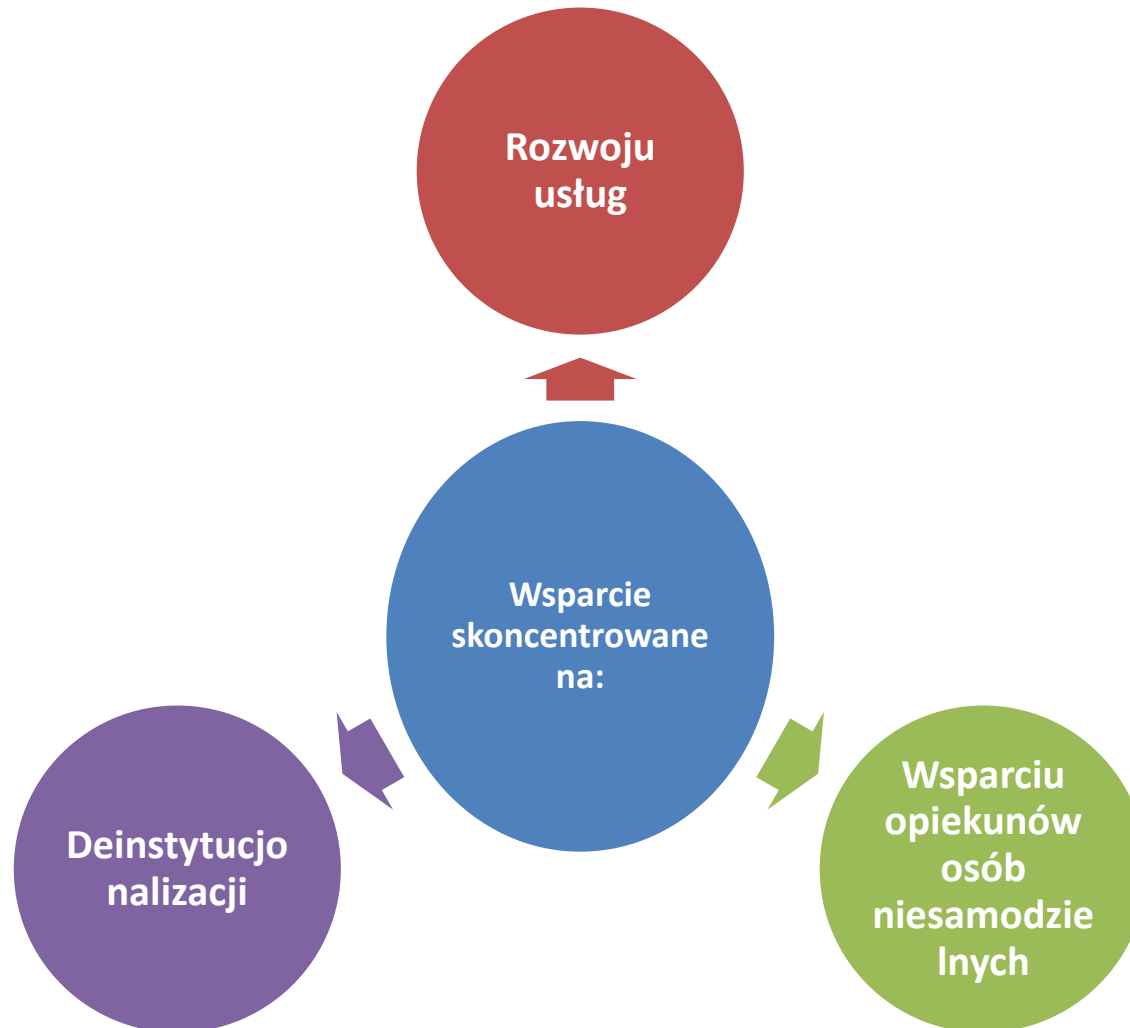 Rozwoju
usług
Wsparcie
skoncentrowane
na:
Deinstytucjo
nalizacji
Wsparciu
opiekunów
osób
niesamodzie
lnych